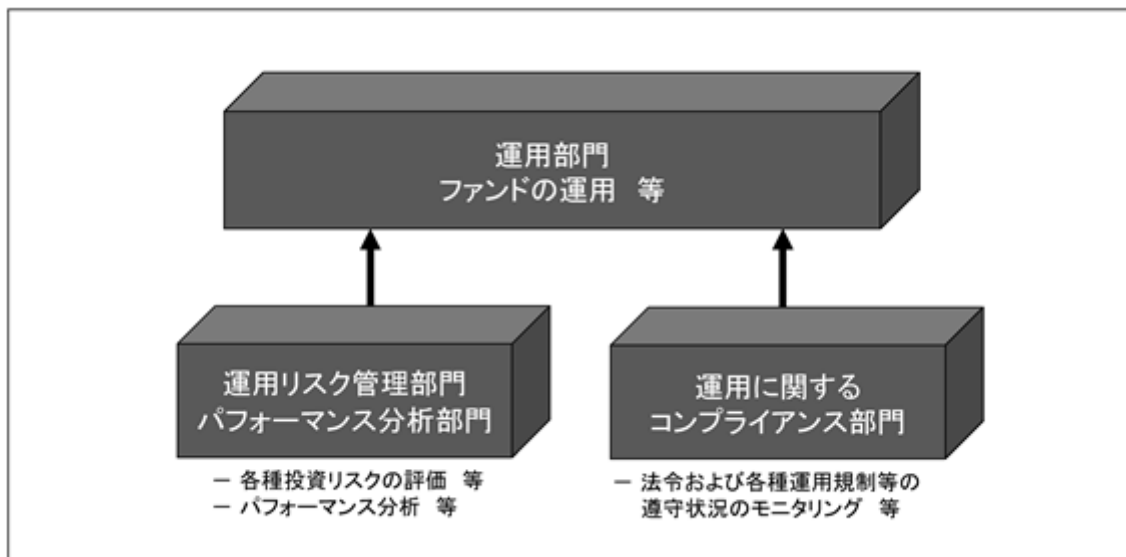 運用部門
ファンドの運用 等
運用リスク管理部門
パフォーマンス分析部門
－ 各種投資リスクの評価 等
－ パフォーマンス分析 等
運用に関する
コンプライアンス部門
－ 法令および各種運用規制等の
遵守状況のモニタリング 等